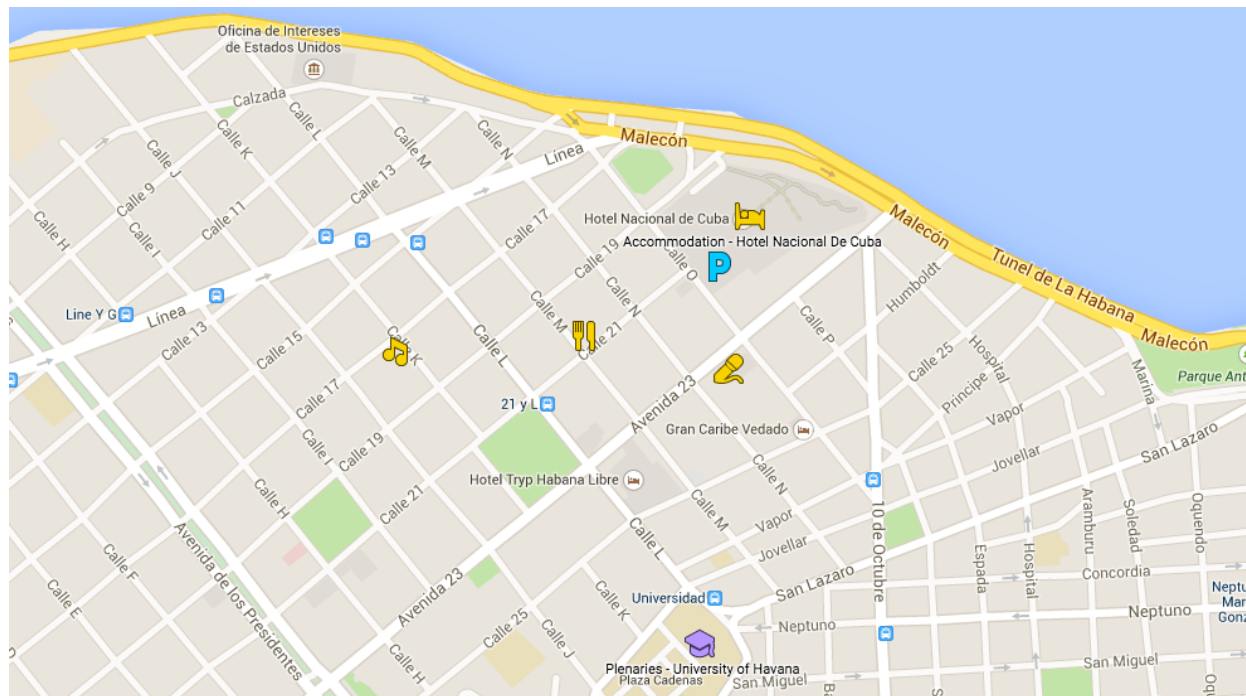 Oficina de Intereses
de Estados Unidos
Calzada
Calle L
Calle K
Calle J
Calle M
Calle N
Malecón
Línea
Calle 9
Calle 13
Calle 11
Calle H
Calle I
Calle 17
Calle 19
Hotel Nacional de Cuba
Accommodation - Hotel Nacional De Cuba
Calle O
P
Malecón
Tunel de La Habana
Malecón
Humboldt
Calle P
Calle N
Calle M
Calle 21
Line Y G
Línea
Calle 13
Calle 15
Calle K
Calle L
Calle 25
Hospital
Principe
Marina
Parque Ant
Calle 17
Calle 19
Calle I
21 y L
Avenida 23
Gran Caribe Vedado
Vapor
Jovellar
San Lazaro
Hotel Tryp Habana Libre
Calle N
Calle M
Calle H
Calle 21
Vapor
Jovellar
10 de Octubre
Aramburu
Soledad
Oquendo
Avenida de los Presidentes
Calle F
Calle E
Avenida 23
Calle L
San Lazaro
Espada
Hospital
Concordia
Calle K
Universidad
Neptuno
Neptuno
Neptu
Mar
Gonz
Calle 25
Calle J
Calle H
Plenaries - University of Havana
Plaza Cadenas
San Miguel
San Miguel